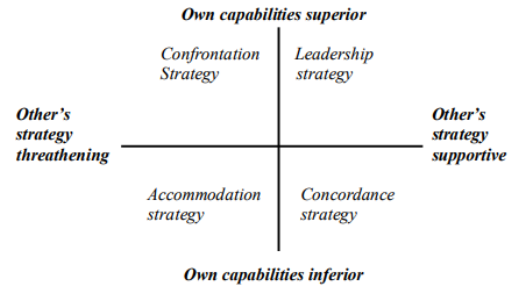 Own capabilities superior
Confrontation
Strategy
Leadership
strategy
Other's
strategy
threathening
Other's
strategy
supportive
Accommodation
strategy
Concordance
strategy
Own capabilities inferior